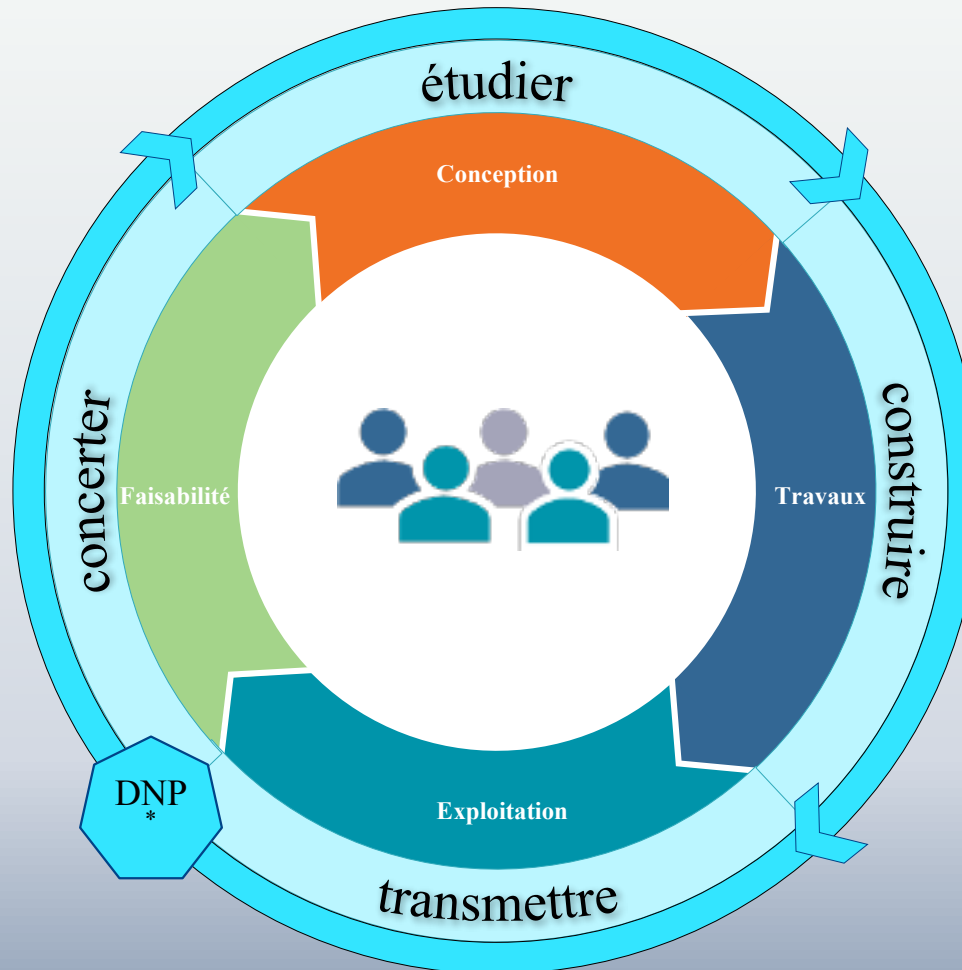 étudier
Conception
concerter
Faisabilité
Travaux
construire
DNP
*
Exploitation
transmettre